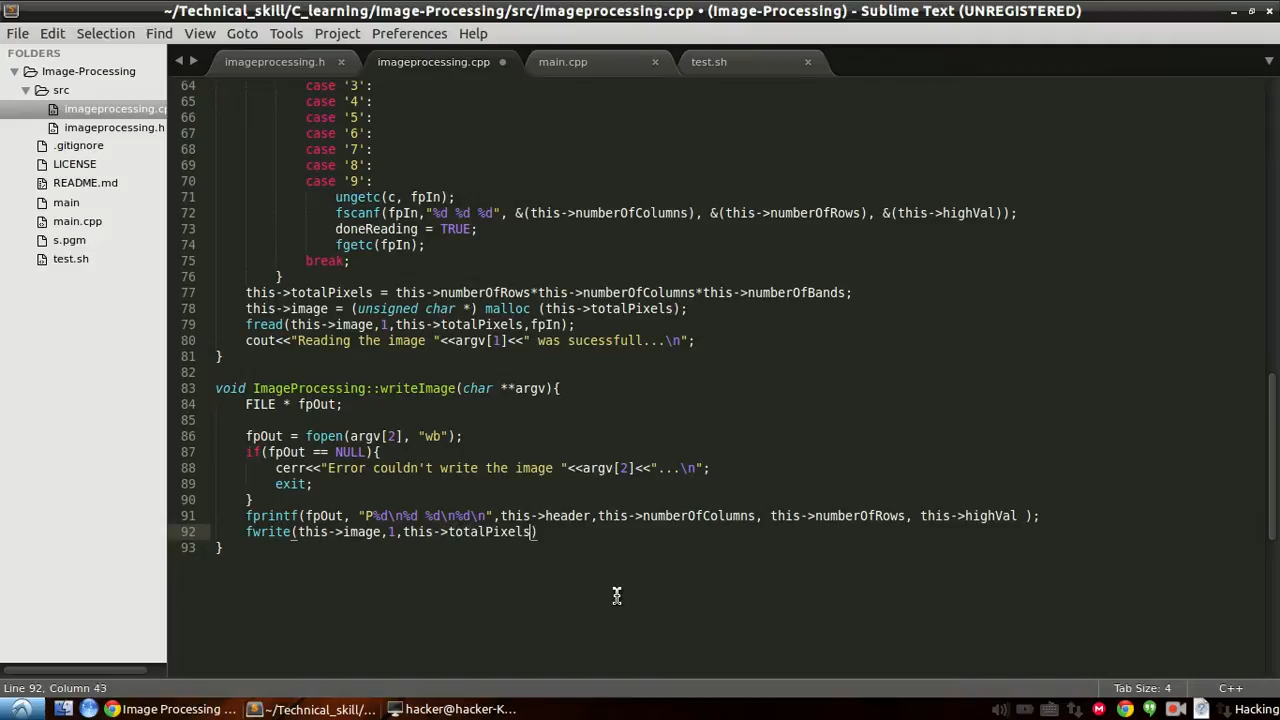 ~/Technical_skill/C_learning/Image-Processing/src/imageprocessing.cpp • (Image-Processing) - Sublime Text (UNREGISTERED)
File Edit Selection View Goto Tools Project Preferences Help
FOLDERS
Image-Processing
src
imageprocessing.cp
imageprocessing.h
.gitignore
LICENSE
README.md
main
main.cpp
s.pgm
test.sh
imageprocessing.h imageprocessing.cpp main.cpp test.sh
64 case '3':
65 case '4':
66 case '5':
67 case '6':
68 case '7':
69 case '8':
70 case '9':
71 ungetc(c, fpIn);
72 fscanf(fpIn,"%d %d %d", &(this->numberOfColumns), &(this->numberOfRows), &(this->highVal));
73 doneReading = TRUE;
74 fgetc(fpIn);
75 break;
76 }
77 this->totalPixels = this->numberOfRows*this->numberOfColumns*this->numberOfBands;
78 this->image = (unsigned char *) malloc (this->totalPixels);
79 fread(this->image,1,this->totalPixels,fpIn);
80 cout<<"Reading the image "<<argv[1]<<" was sucessfull...\n";
81 }
82
83 void ImageProcessing::writeImage(char **argv){
84 FILE * fpOut;
85
86 fpOut = fopen(argv[2], "wb");
87 if(fpOut == NULL){
88 cerr<<"Error couldn't write the image "<<argv[2]<<"...\n";
89 exit;
90 }
91 fprintf(fpOut, "P%d\n%d %d\n%d\n",this->header,this->numberOfColumns, this->numberOfRows, this->highVal );
92 fwrite(this->image,1,this->totalPixels)
93 }
Line 92, Column 43 Tab Size: 4 C++
Image Processing ... ~/Technical_skill/... hacker@hacker-K... Hacking